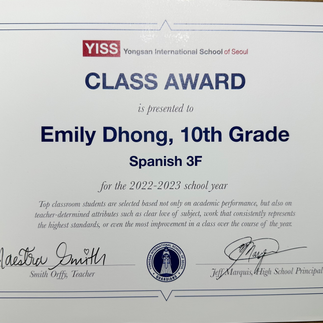 YISS Yongsan International School of Seoul
CLASS AWARD
is presented to
Emily Dhong, 10th Grade
Spanish 3F
for the 2022-2023 school year
Top classroom students are selected based not only on academic performance, but also on
teacher-determined attributes such as clear love of subject, work that consistently represents
the highest standards, or even the most improvement in a class over the course of the year.
Maestra Smith
Smith Orffy, Teacher
Jeff Marquis, High School Principal